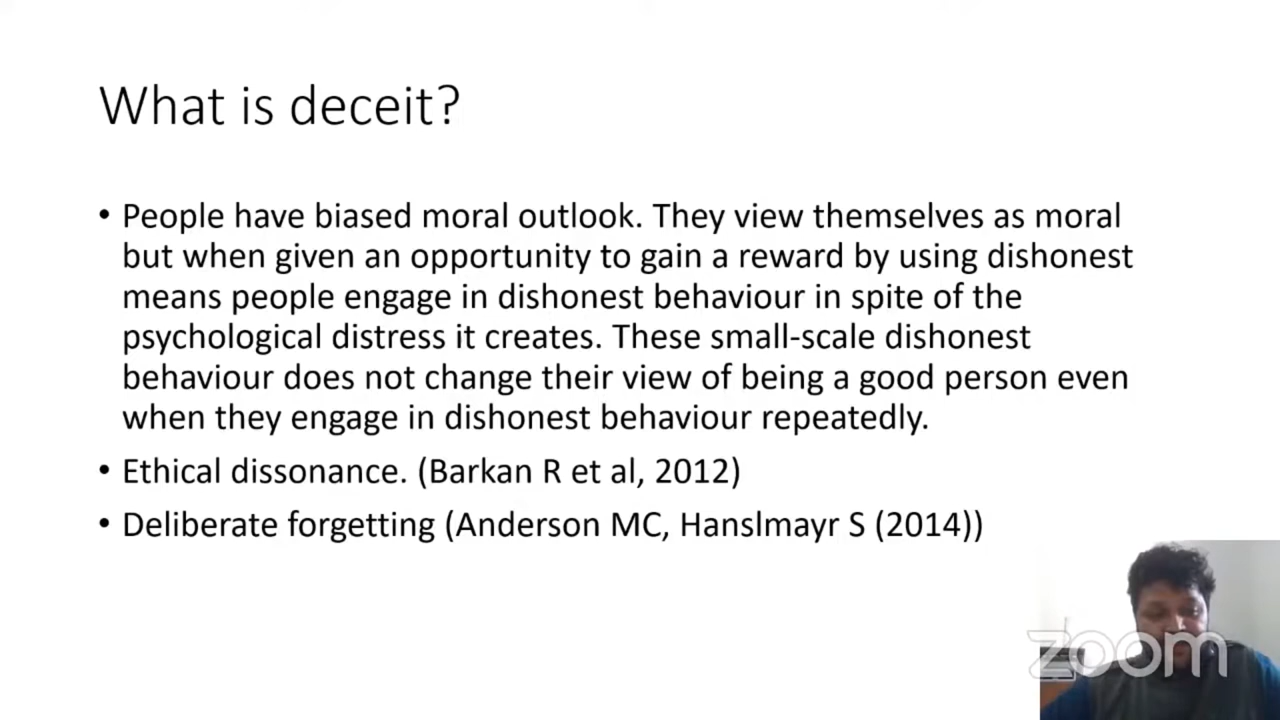 What is deceit?
• People have biased moral outlook. They view themselves as moral
but when given an opportunity to gain a reward by using dishonest
means people engage in dishonest behaviour in spite of the
psychological distress it creates. These small-scale dishonest
behaviour does not change their view of being a good person even
when they engage in dishonest behaviour repeatedly.
• Ethical dissonance. (Barkan R et al, 2012)
• Deliberate forgetting (Anderson MC, Hanslmayr S (2014))
zoom